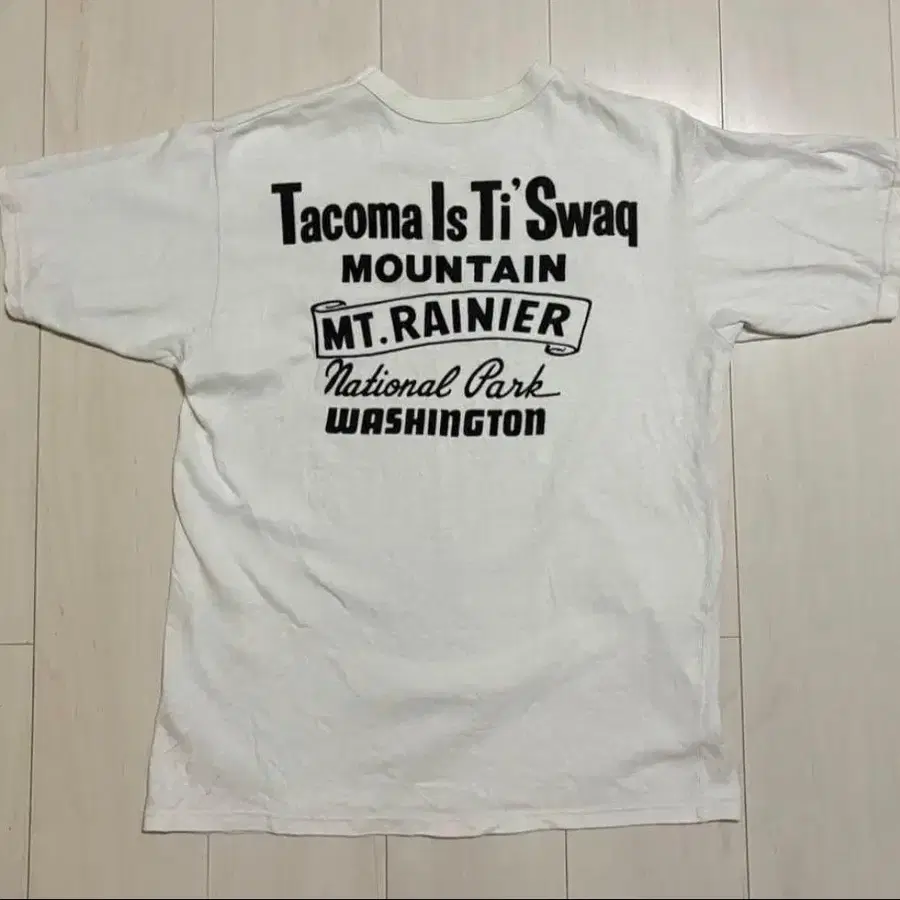 Tacoma Is Ti'Swaq
MOUNTAIN
MT. RAINIER
National Park
WASHINGTON